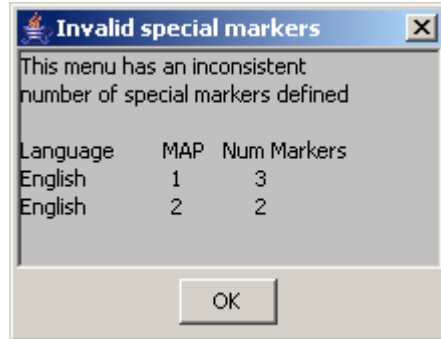 Invalid special markers
This menu has an inconsistent
number of special markers defined
Language MAP Num Markers
English 1 3
English 2 2
OK